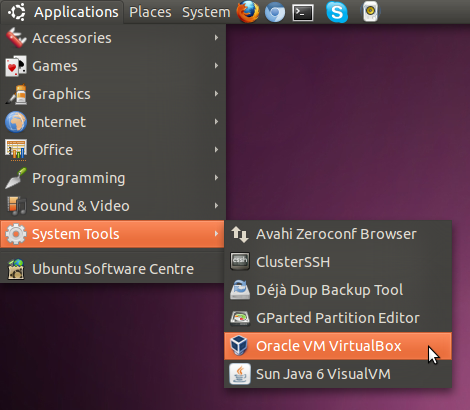 Applications Places System
Accessories
Games
Graphics
Internet
Office
Programming
Sound & Video
System Tools
Ubuntu Software Centre
Avahi Zeroconf Browser
cssh ClusterSSH
Déjà Dup Backup Tool
GParted Partition Editor
Oracle VM VirtualBox
Sun Java 6 VisualVM